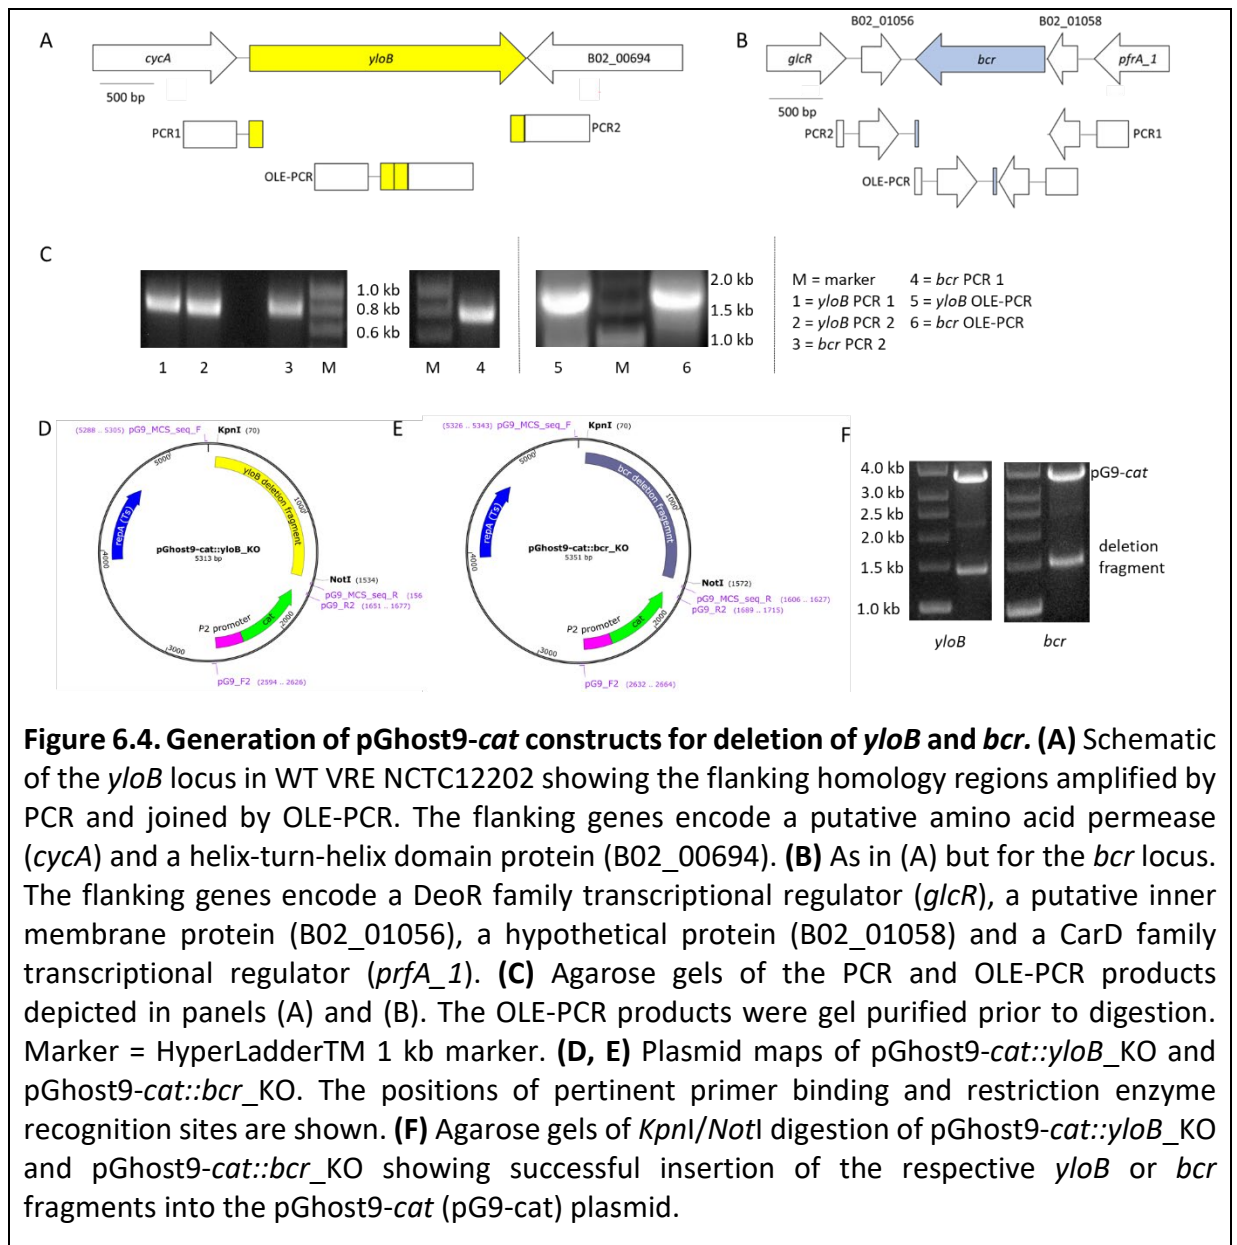 A
cycA
yloB
B02_00694
500 bp
PCR1
PCR2
OLE-PCR
B
B02_01056
B02_01058
glcR
bcr
pfrA_1
500 bp
PCR2
PCR1
OLE-PCR
C
1.0 kb
0.8 kb
0.6 kb
2.0 kb
1.5 kb
1.0 kb
1 2 3 M M 4 5 M 6
M = marker
1 = yloB PCR 1
2 = yloB PCR 2
3 = bcr PCR 2
4 = bcr PCR 1
5 = yloB OLE-PCR
6 = bcr OLE-PCR
D
(5288 .. 5305) pG9_MCS_seq_F
KpnI (70)
5000
1000
2000
3000
4000
yloB deletion fragment
repA (Ts)
pGhost9-cat::yloB_KO
5313 bp
NotI (1534)
pG9_MCS_seq_R (156
pG9_R2 (1651 .. 1677)
P2 promoter
cat
pG9_F2 (2594 .. 2626)
E
(5326 .. 5343) pG9_MCS_seq_F
KpnI (70)
5000
1000
2000
3000
4000
bcr deletion fragemnt
repA (Ts)
pGhost9-cat::bcr_KO
5351 bp
NotI (1572)
pG9_MCS_seq_R (1606 .. 1627)
pG9_R2 (1689 .. 1715)
P2 promoter
cat
pG9_F2 (2632 .. 2664)
F
4.0 kb
3.0 kb
2.5 kb
2.0 kb
1.5 kb
1.0 kb
pG9-cat
deletion
fragment
yloB
bcr
Figure 6.4. Generation of pGhost9-cat constructs for deletion of yloB and bcr. (A) Schematic
of the yloB locus in WT VRE NCTC12202 showing the flanking homology regions amplified by
PCR and joined by OLE-PCR. The flanking genes encode a putative amino acid permease
(cycA) and a helix-turn-helix domain protein (B02_00694). (B) As in (A) but for the bcr locus.
The flanking genes encode a DeoR family transcriptional regulator (glcR), a putative inner
membrane protein (B02_01056), a hypothetical protein (B02_01058) and a CarD family
transcriptional regulator (prfA_1). (C) Agarose gels of the PCR and OLE-PCR products
depicted in panels (A) and (B). The OLE-PCR products were gel purified prior to digestion.
Marker = HyperLadderTM 1 kb marker. (D, E) Plasmid maps of pGhost9-cat::yloB_KO and
pGhost9-cat::bcr_KO. The positions of pertinent primer binding and restriction enzyme
recognition sites are shown. (F) Agarose gels of KpnI/NotI digestion of pGhost9-cat::yloB_KO
and pGhost9-cat::bcr_KO showing successful insertion of the respective yloB or bcr
fragments into the pGhost9-cat (pG9-cat) plasmid.